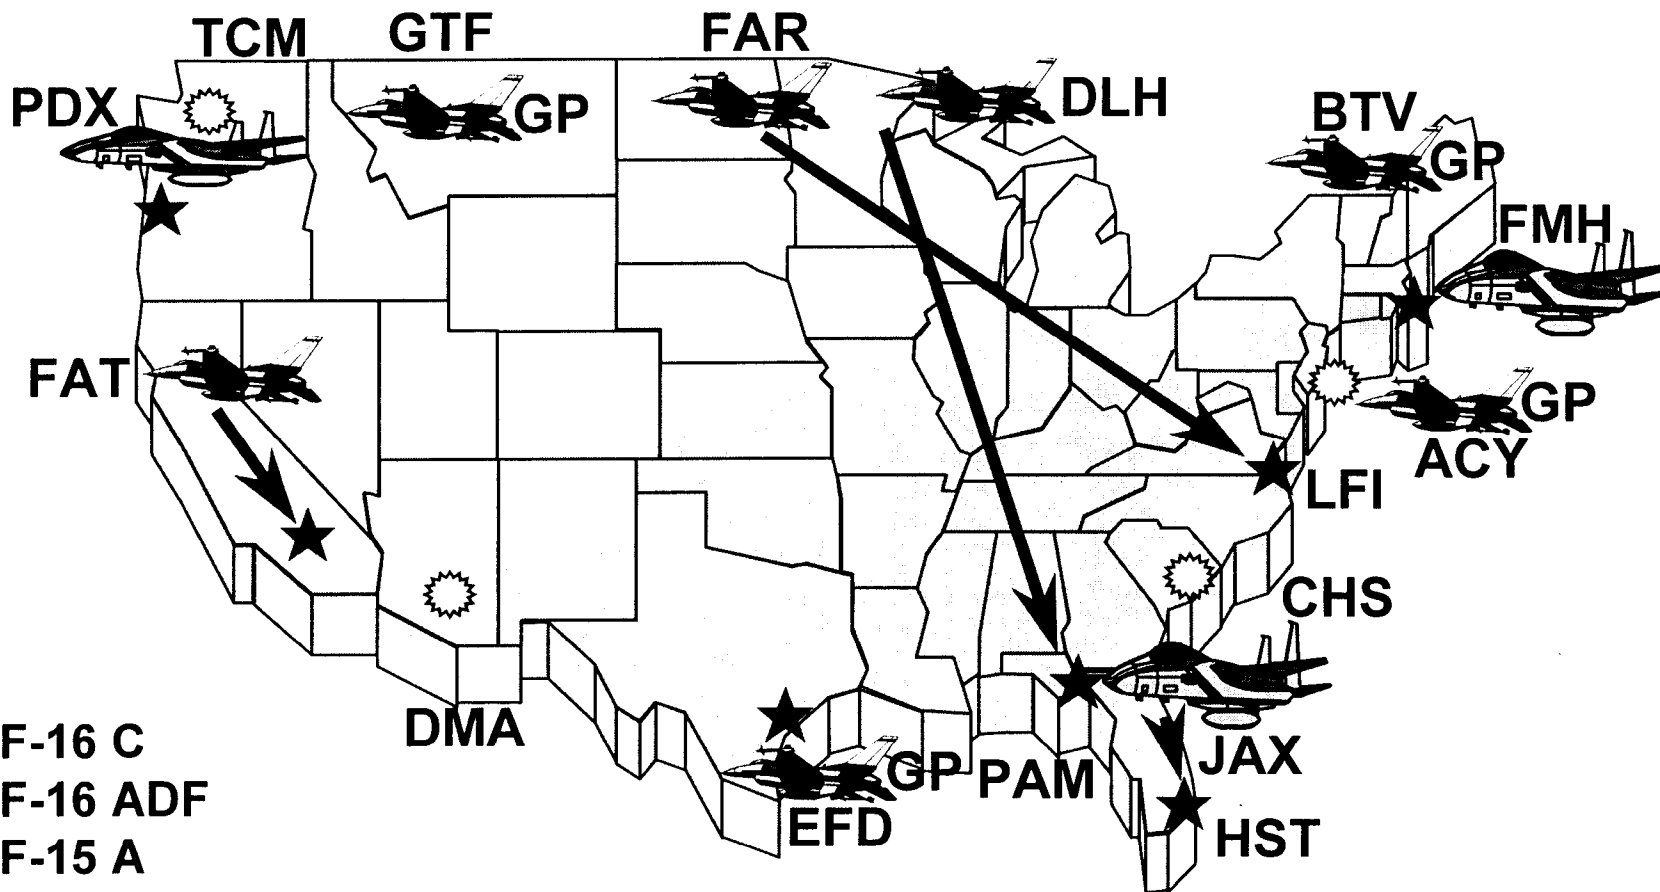 TCM
GTF
FAR
PDX
GP
DLH
BTV
GP
FMH
FAT
GP
ACY
LFI
CHS
DMA
GP
PAM
JAX
EFD
HST
F-16 C
F-16 ADF
F-15 A